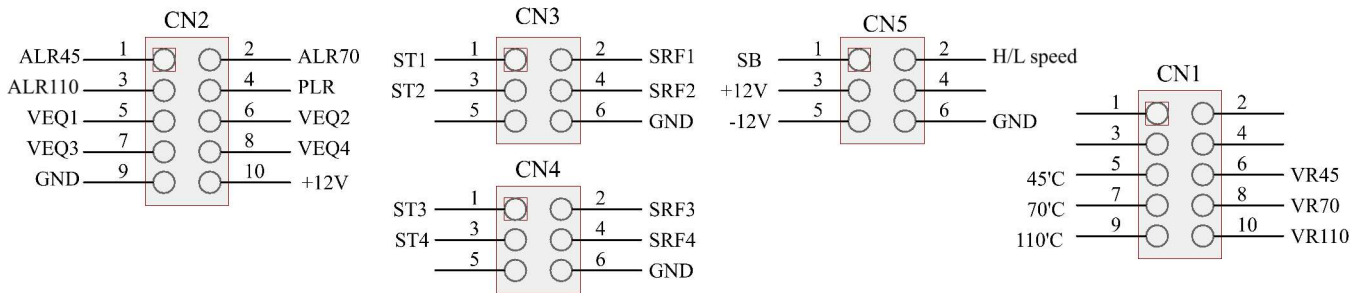 CN2
ALR45 1 2 ALR70
ALR110 3 4 PLR
VEQ1 5 6 VEQ2
VEQ3 7 8 VEQ4
GND 9 10 +12V
CN3
ST1 1 2 SRF1
ST2 3 4 SRF2
5 6 GND
CN4
ST3 1 2 SRF3
ST4 3 4 SRF4
5 6 GND
CN5
SB 1 2 H/L speed
+12V 3 4
-12V 5 6 GND
CN1
1 2
3 4
45'C 5 6 VR45
70'C 7 8 VR70
110'C 9 10 VR110